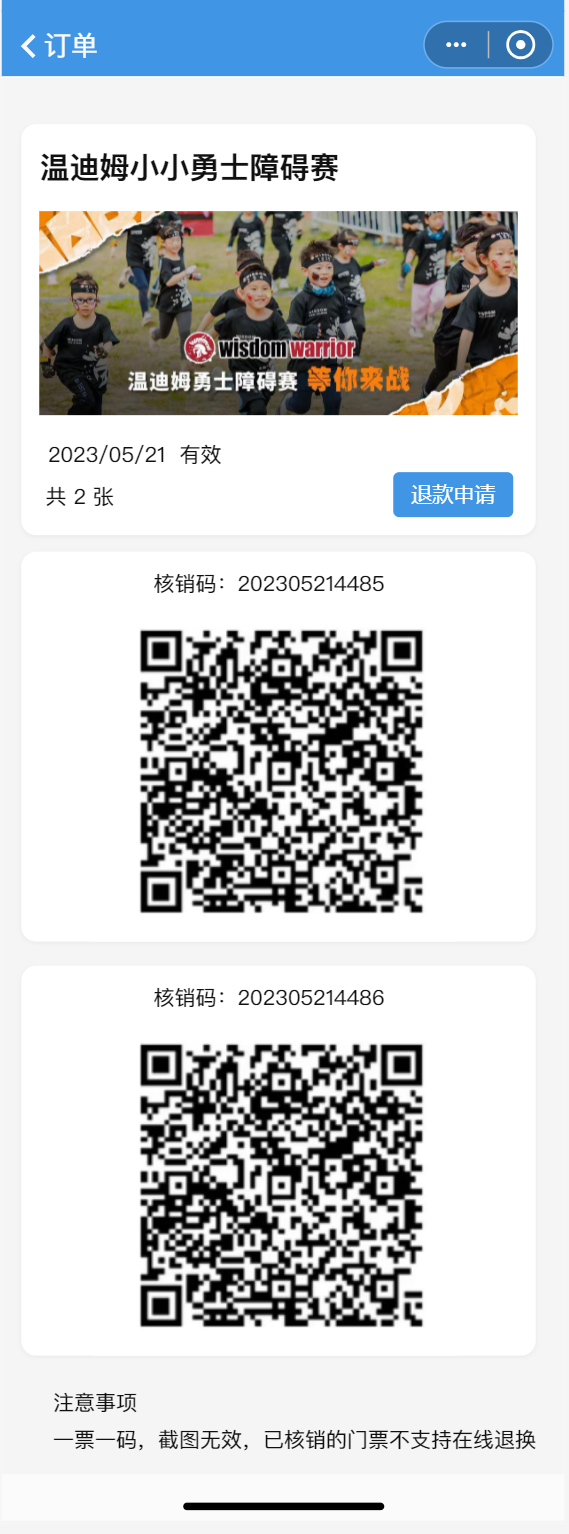 订单
温迪姆小小勇士障碍赛
wisdom warrior
温迪姆勇士障碍赛 等你来战
2023/05/21 有效
共 2 张
退款申请
核销码：202305214485
核销码：202305214486
注意事项
一票一码，截图无效，已核销的门票不支持在线退换